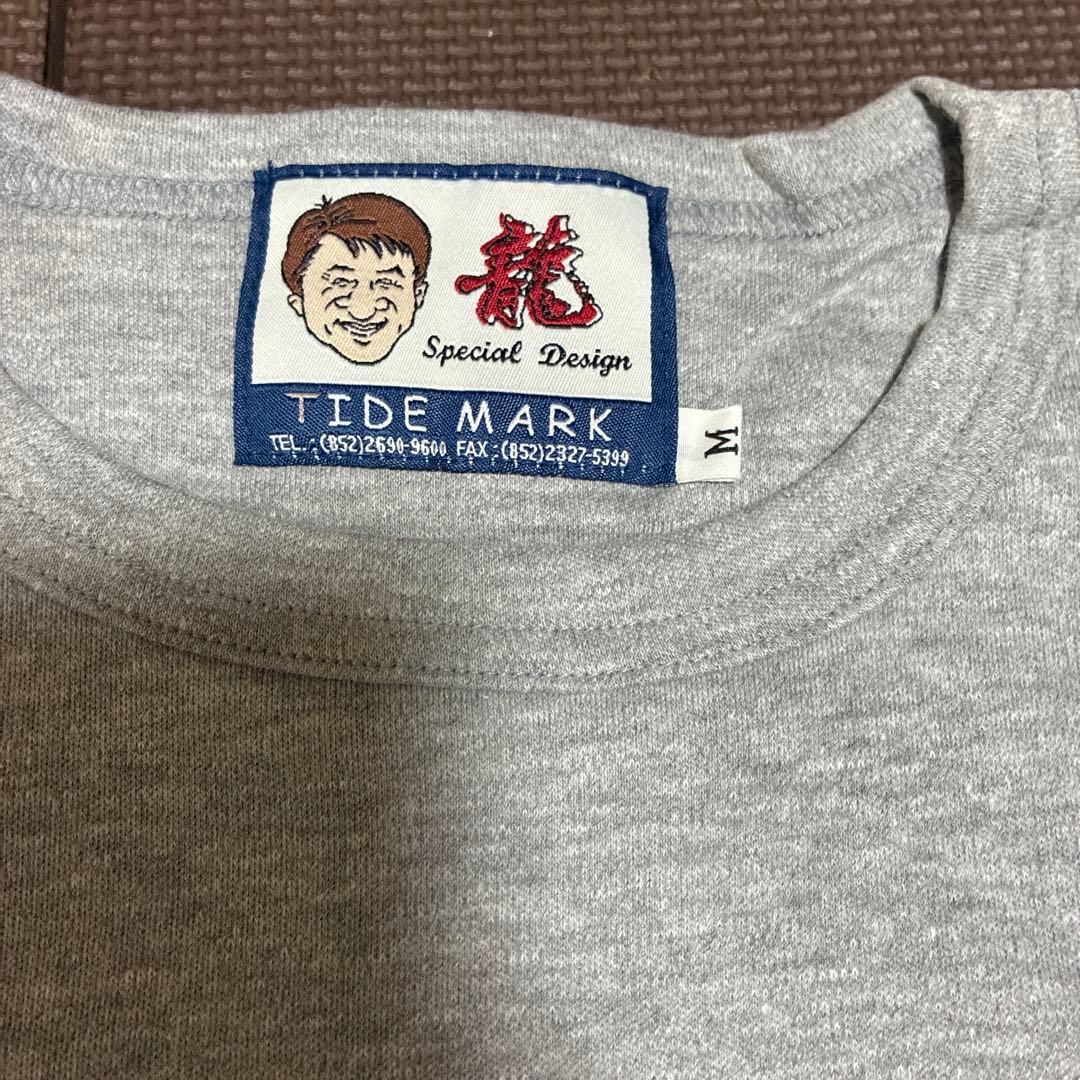 龍
Special Design
TIDE MARK
TEL.:(852)2690-9600 FAX:(852)2327-5399
M